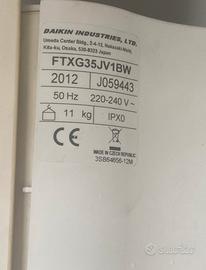 DAIKIN INDUSTRIES, LTD.
Umeda Center Bldg., 2-4-12, Nakazaki-Nishi,
Kita-ku, Osaka, 530-8323 Japan
FTXG35JV1BW
2012 J059443
50 Hz 220-240 V ~
11 kg IPX0
CE
MADE IN CZECH REPUBLIC
3SB64656-12M
subito